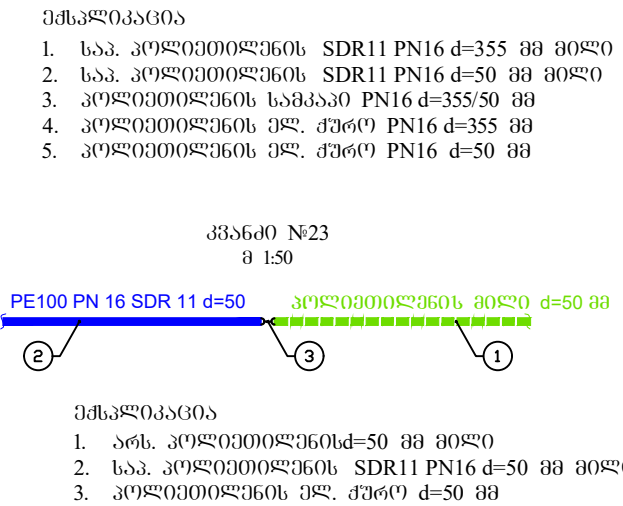 ექსპლიკაცია
1. საპ. პოლიეთილენის SDR11 PN16 d=355 მმ მილი
2. საპ. პოლიეთილენის SDR11 PN16 d=50 მმ მილი
3. პოლიეთილენის სამკაპი PN16 d=355/50 მმ
4. პოლიეთილენის ელ. ქურო PN16 d=355 მმ
5. პოლიეთილენის ელ. ქურო PN16 d=50 მმ
კვანძი №23
მ 1:50
PE100 PN 16 SDR 11 d=50 პოლიეთილენის მილი d=50 მმ
2 3 1
ექსპლიკაცია
1. არს. პოლიეთილენისd=50 მმ მილი
2. საპ. პოლიეთილენის SDR11 PN16 d=50 მმ მილი
3. პოლიეთილენის ელ. ქურო d=50 მმ